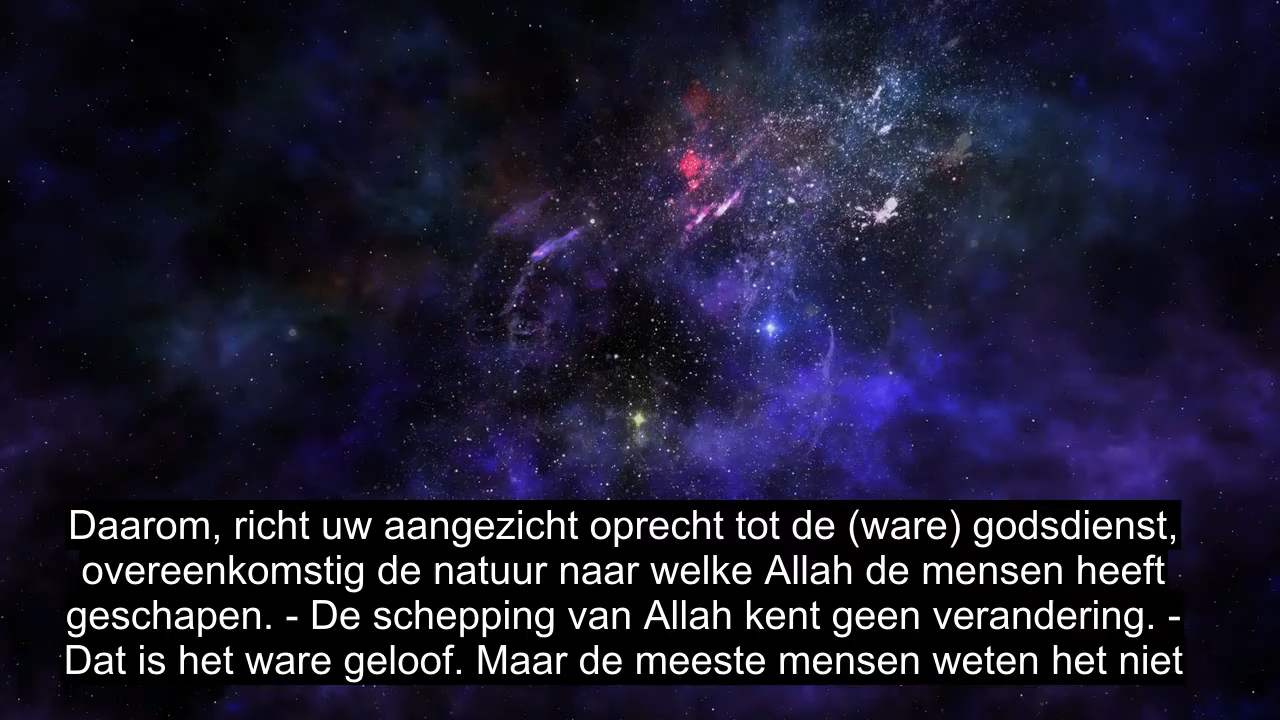 Daarom, richt uw aangezicht oprecht tot de (ware) godsdienst,
overeenkomstig de natuur naar welke Allah de mensen heeft
geschapen. - De schepping van Allah kent geen verandering. -
Dat is het ware geloof. Maar de meeste mensen weten het niet